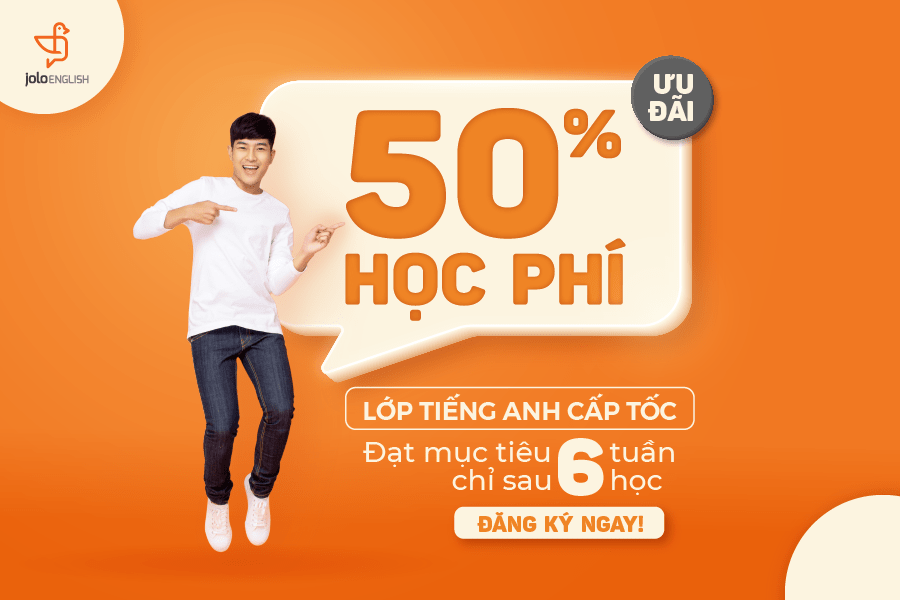 jolo ENGLISH
ƯU
ĐÃI
50%
HỌC PHÍ
LỚP TIẾNG ANH CẤP TỐC
Đạt mục tiêu 6 tuần
chỉ sau học
ĐĂNG KÝ NGAY!